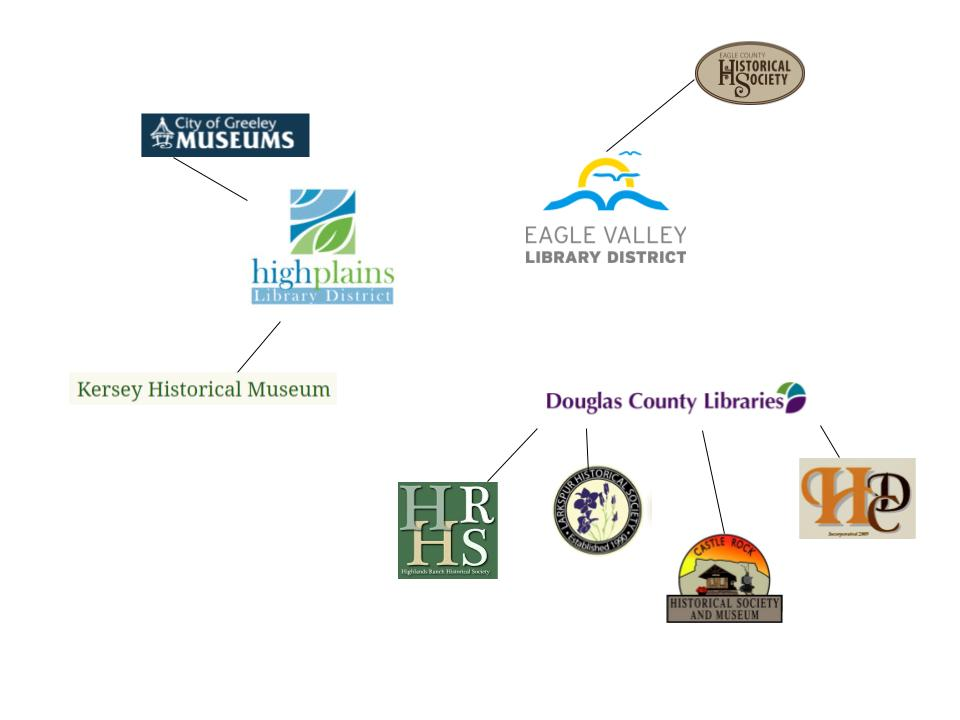 EAGLE COUNTY
HISTORICAL
SOCIETY
City of Greeley
MUSEUMS
highplains
Library District
EAGLE VALLEY
LIBRARY DISTRICT
Kersey Historical Museum
Douglas County Libraries
HRHS
Highlands Ranch Historical Society
LARKSPUR HISTORICAL SOCIETY
Established 1990
CASTLE ROCK
HISTORICAL SOCIETY
AND MUSEUM
HDC
Incorporated 2009